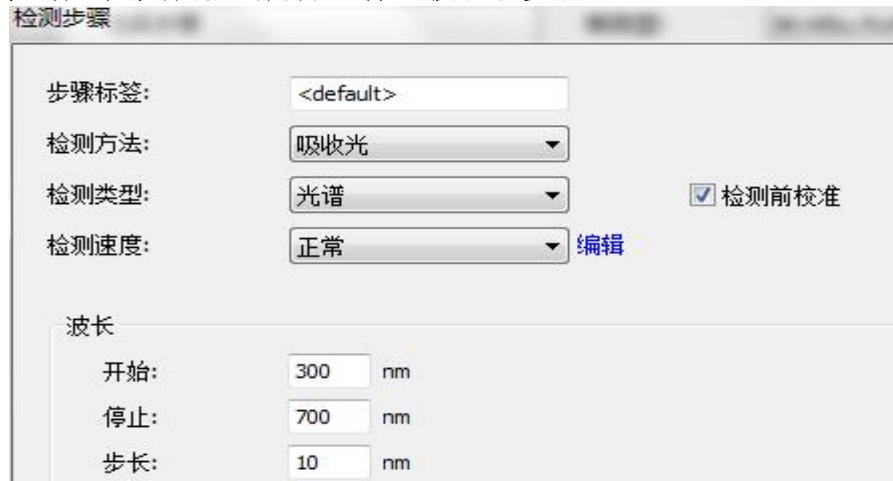 检测步骤
步骤标签: <default>
检测方法: 吸收光
检测类型: 光谱 检测前校准
检测速度: 正常 编辑
波长
开始: 300 nm
停止: 700 nm
步长: 10 nm